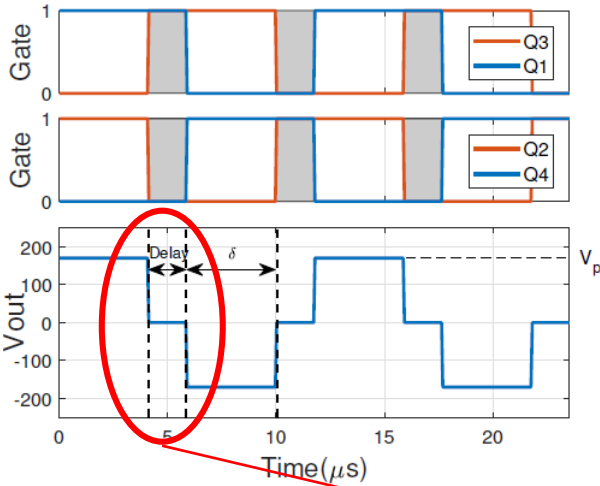 1
Gate
0
Q3
Q1
1
Gate
0
Q2
Q4
200
100
0
-100
-200
Vout
Delay
δ
Vp
0
5
10
15
20
Time(μs)